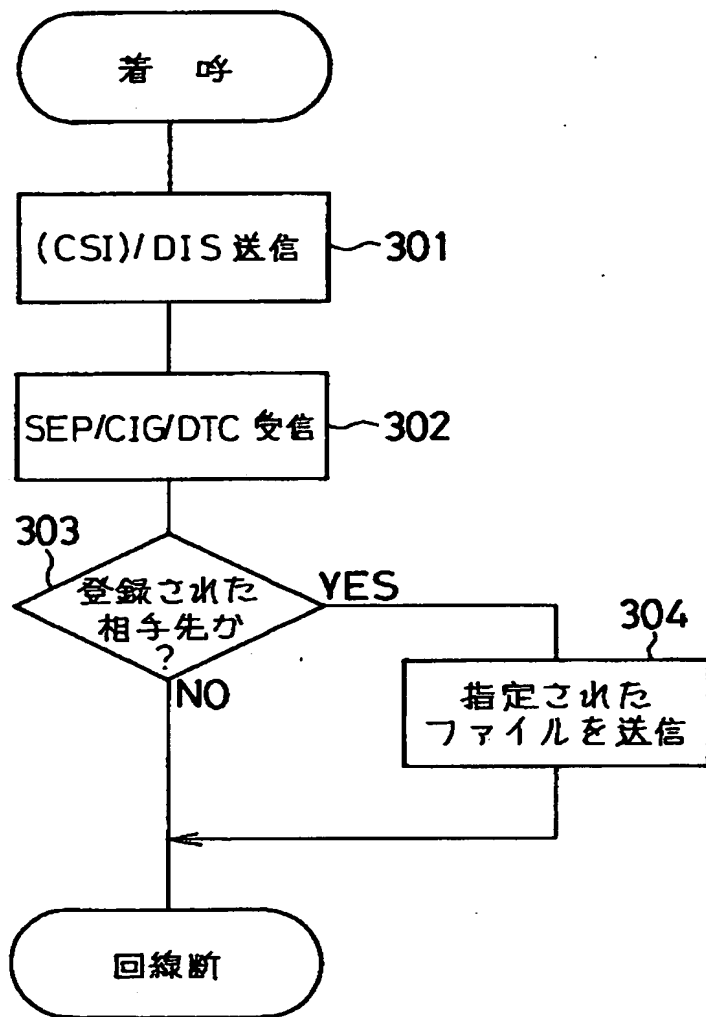 着 呼
(CSI)/DIS 送信
301
SEP/CIG/DTC 受信
302
303
登録された
相手先か
?
YES
NO
304
指定された
ファイルを送信
回線断